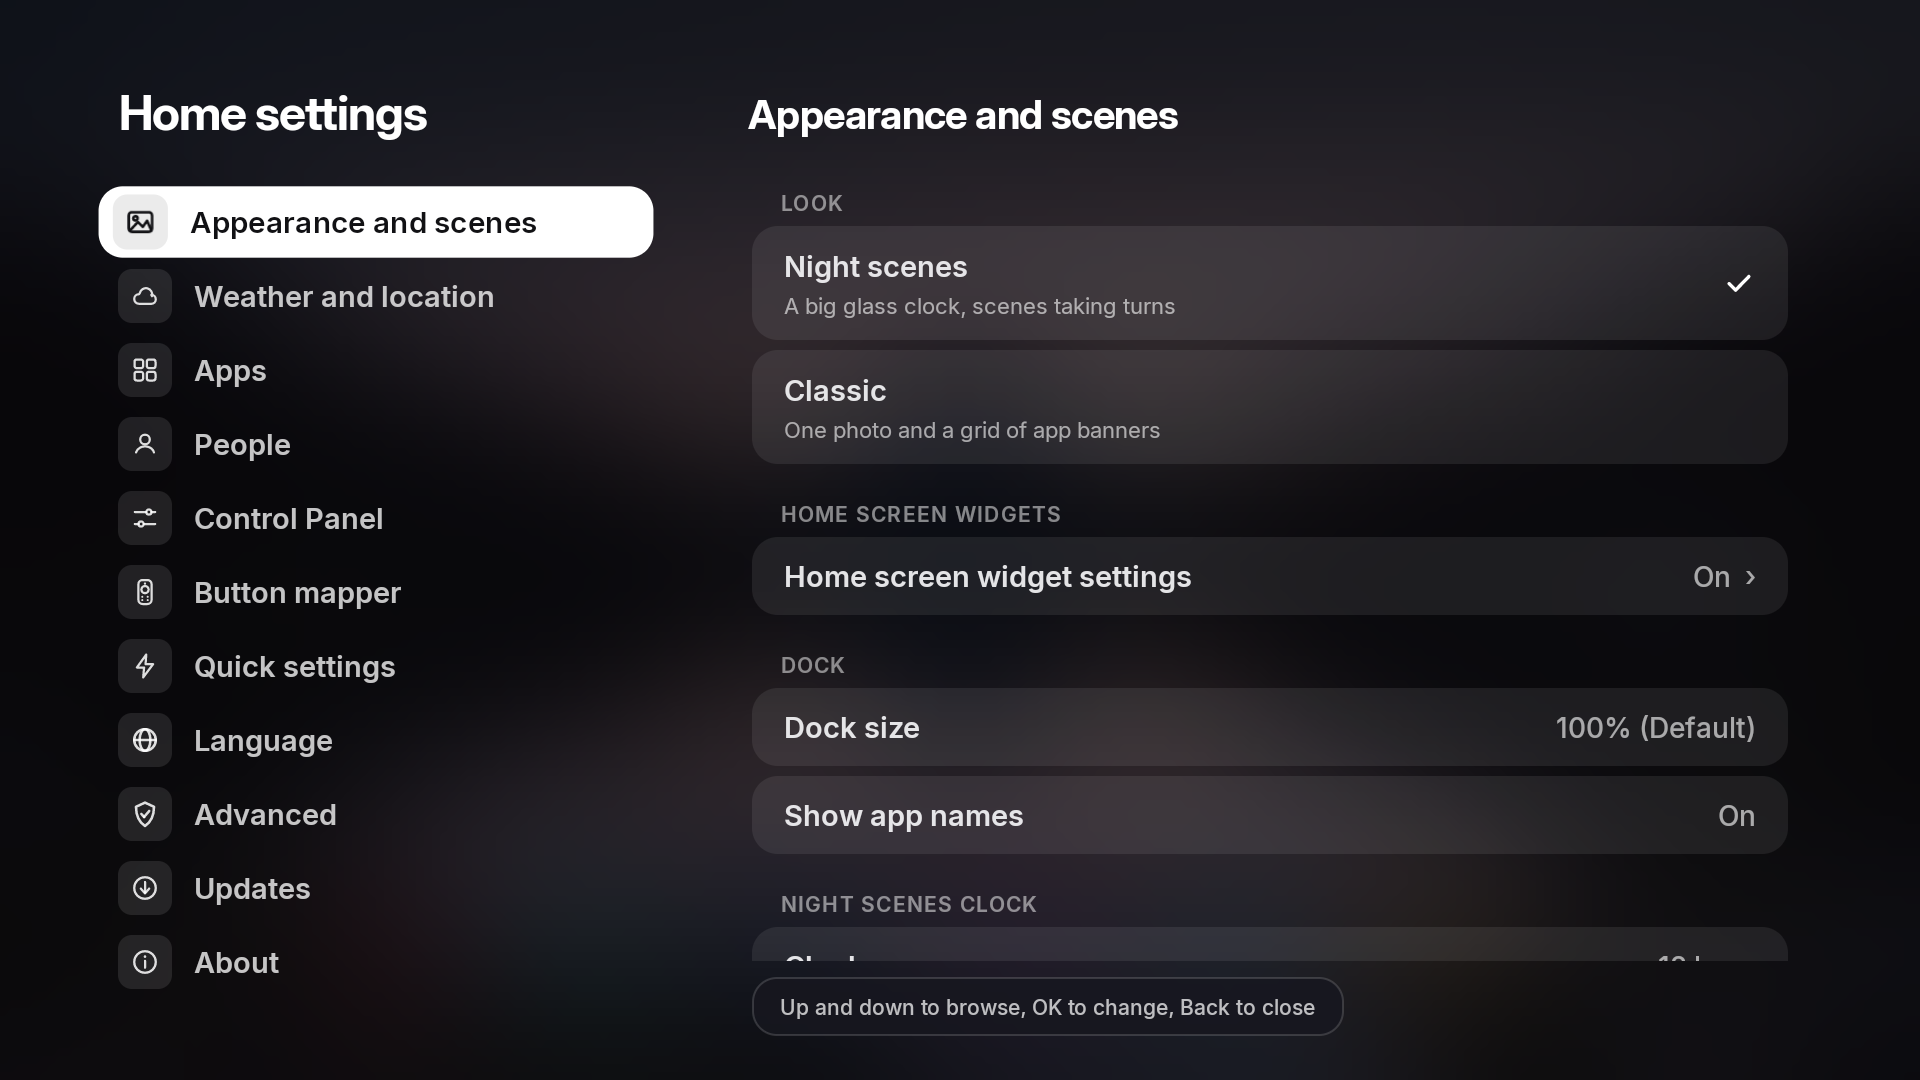 Home settings
Appearance and scenes
Weather and location
Apps
People
Control Panel
Button mapper
Quick settings
Language
Advanced
Updates
About
Appearance and scenes
LOOK
Night scenes
A big glass clock, scenes taking turns
Classic
One photo and a grid of app banners
HOME SCREEN WIDGETS
Home screen widget settings
On ›
DOCK
Dock size
100% (Default)
Show app names
On
NIGHT SCENES CLOCK
Up and down to browse, OK to change, Back to close